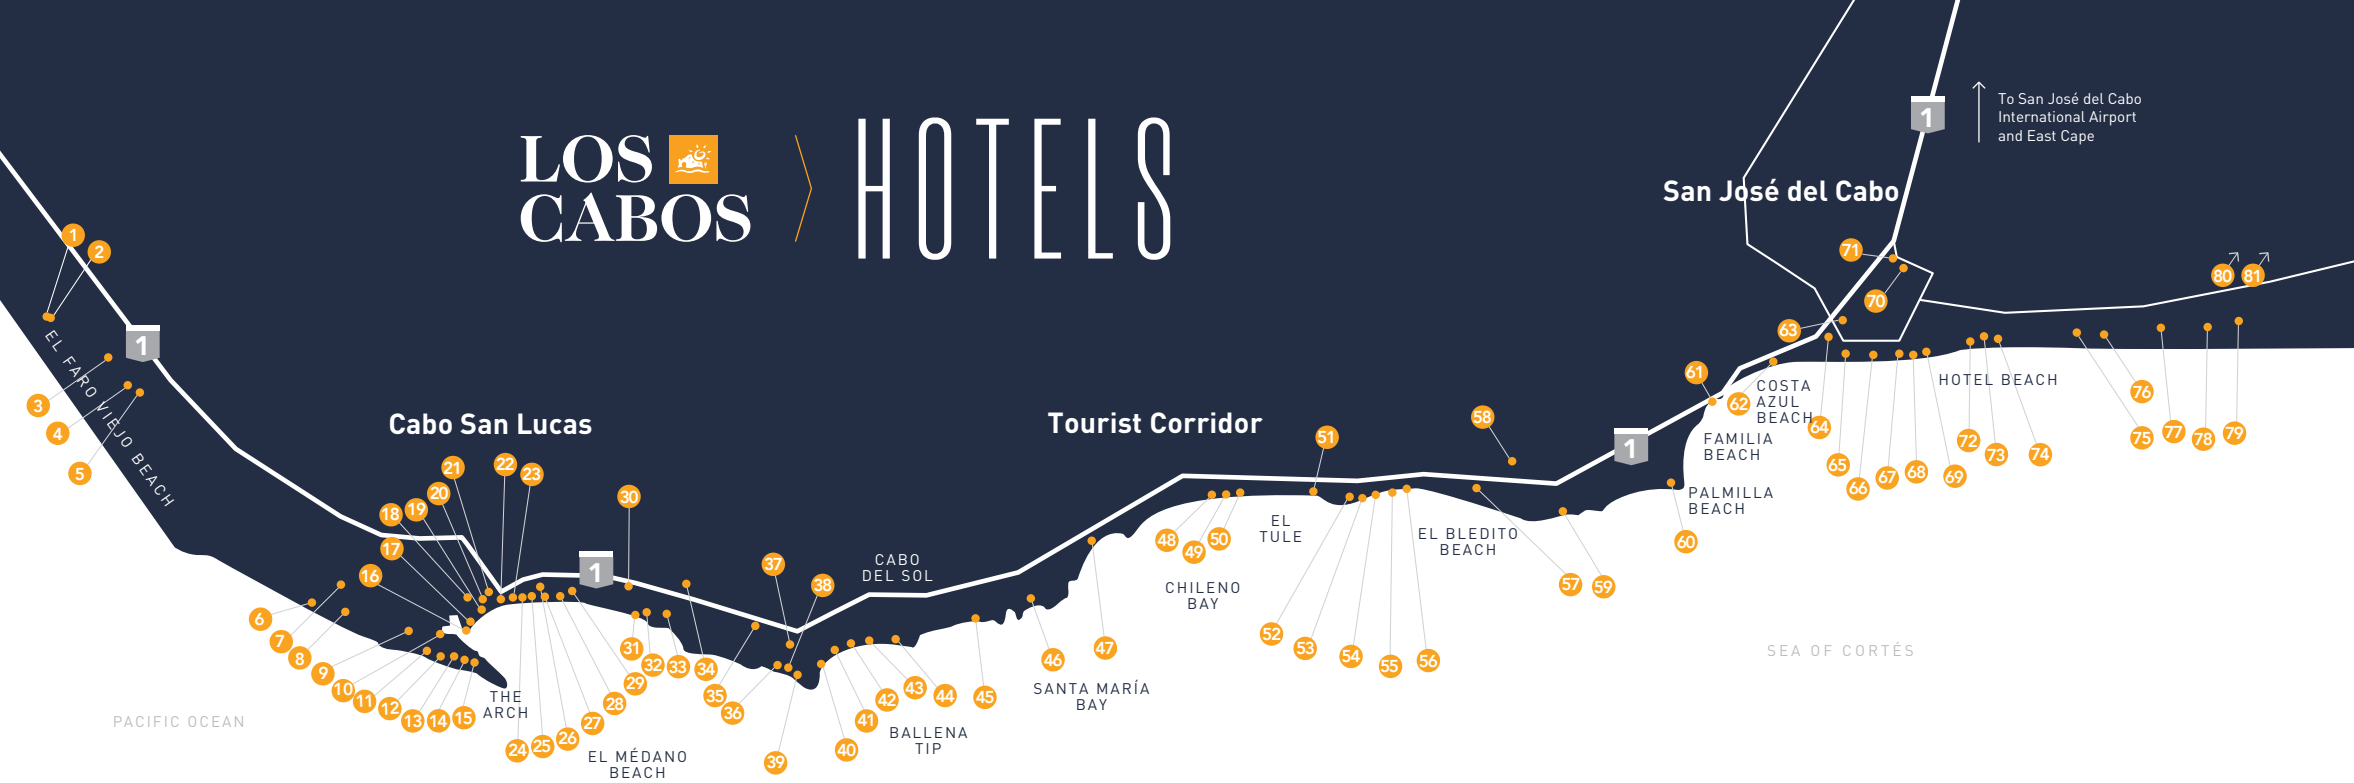 LOS
CABOS
HOTELS
1
To San José del Cabo
International Airport
and East Cape
San José del Cabo
1
2
1
EL FARO VIEJO BEACH
3
4
5
Cabo San Lucas
Tourist Corridor
71
70
63
80
81
61
62
COSTA
AZUL
BEACH
HOTEL BEACH
64
FAMILIA
BEACH
1
PALMILLA
BEACH
60
65
66
67
68
69
72
73
74
75
76
77
78
79
58
51
21
22
23
20
19
18
17
16
30
1
37
38
CABO
DEL SOL
48
49
50
CHILENO
BAY
EL
TULE
EL BLEDITO
BEACH
57
59
52
53
54
55
56
6
7
8
9
10
11
12
13
14
15
THE
ARCH
24
25
26
27
28
29
31
32
33
34
35
36
39
40
41
42
43
44
45
46
47
SANTA MARÍA
BAY
BALLENA
TIP
EL MÉDANO
BEACH
PACIFIC OCEAN
SEA OF CORTÉS